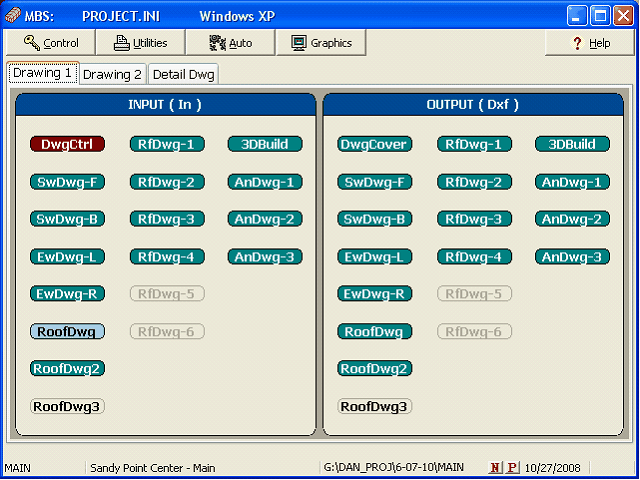 MBS: PROJECT.INI Windows XP
Control Utilities Auto Graphics Help
Drawing 1 Drawing 2 Detail Dwg
INPUT ( In ) OUTPUT ( Dxf )
DwgCtrl RfDwg-1 3DBuild DwgCover RfDwg-1 3DBuild
SwDwg-F RfDwg-2 AnDwg-1 SwDwg-F RfDwg-2 AnDwg-1
SwDwg-B RfDwg-3 AnDwg-2 SwDwg-B RfDwg-3 AnDwg-2
EwDwg-L RfDwg-4 AnDwg-3 EwDwg-L RfDwg-4 AnDwg-3
EwDwg-R RfDwg-5 EwDwg-R RfDwg-5
RoofDwg RfDwg-6 RoofDwg RfDwg-6
RoofDwg2 RoofDwg2
RoofDwg3 RoofDwg3
MAIN Sandy Point Center - Main G:\DAN_PROJ\6-07-10\MAIN N P 10/27/2008